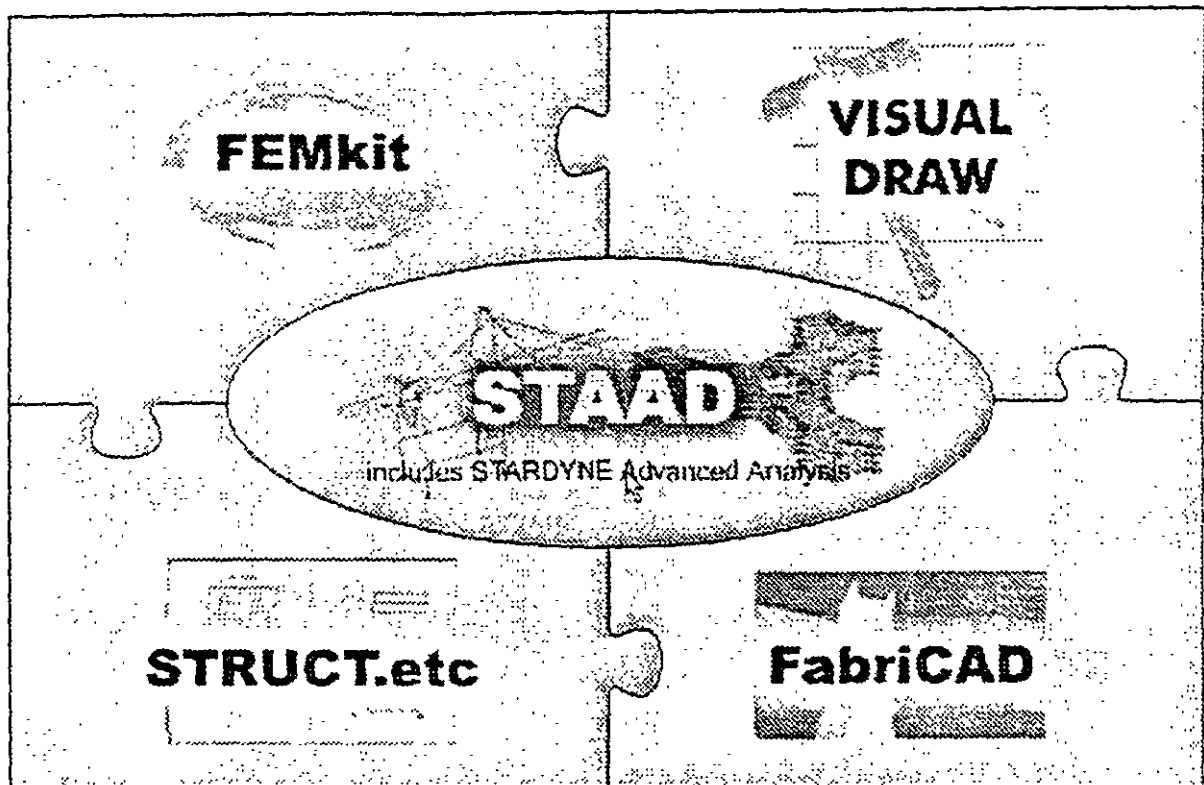 FEMkit
VISUAL
DRAW
STAAD
includes STARDYNE Advanced Analysis
STRUCT.etc
FabriCAD